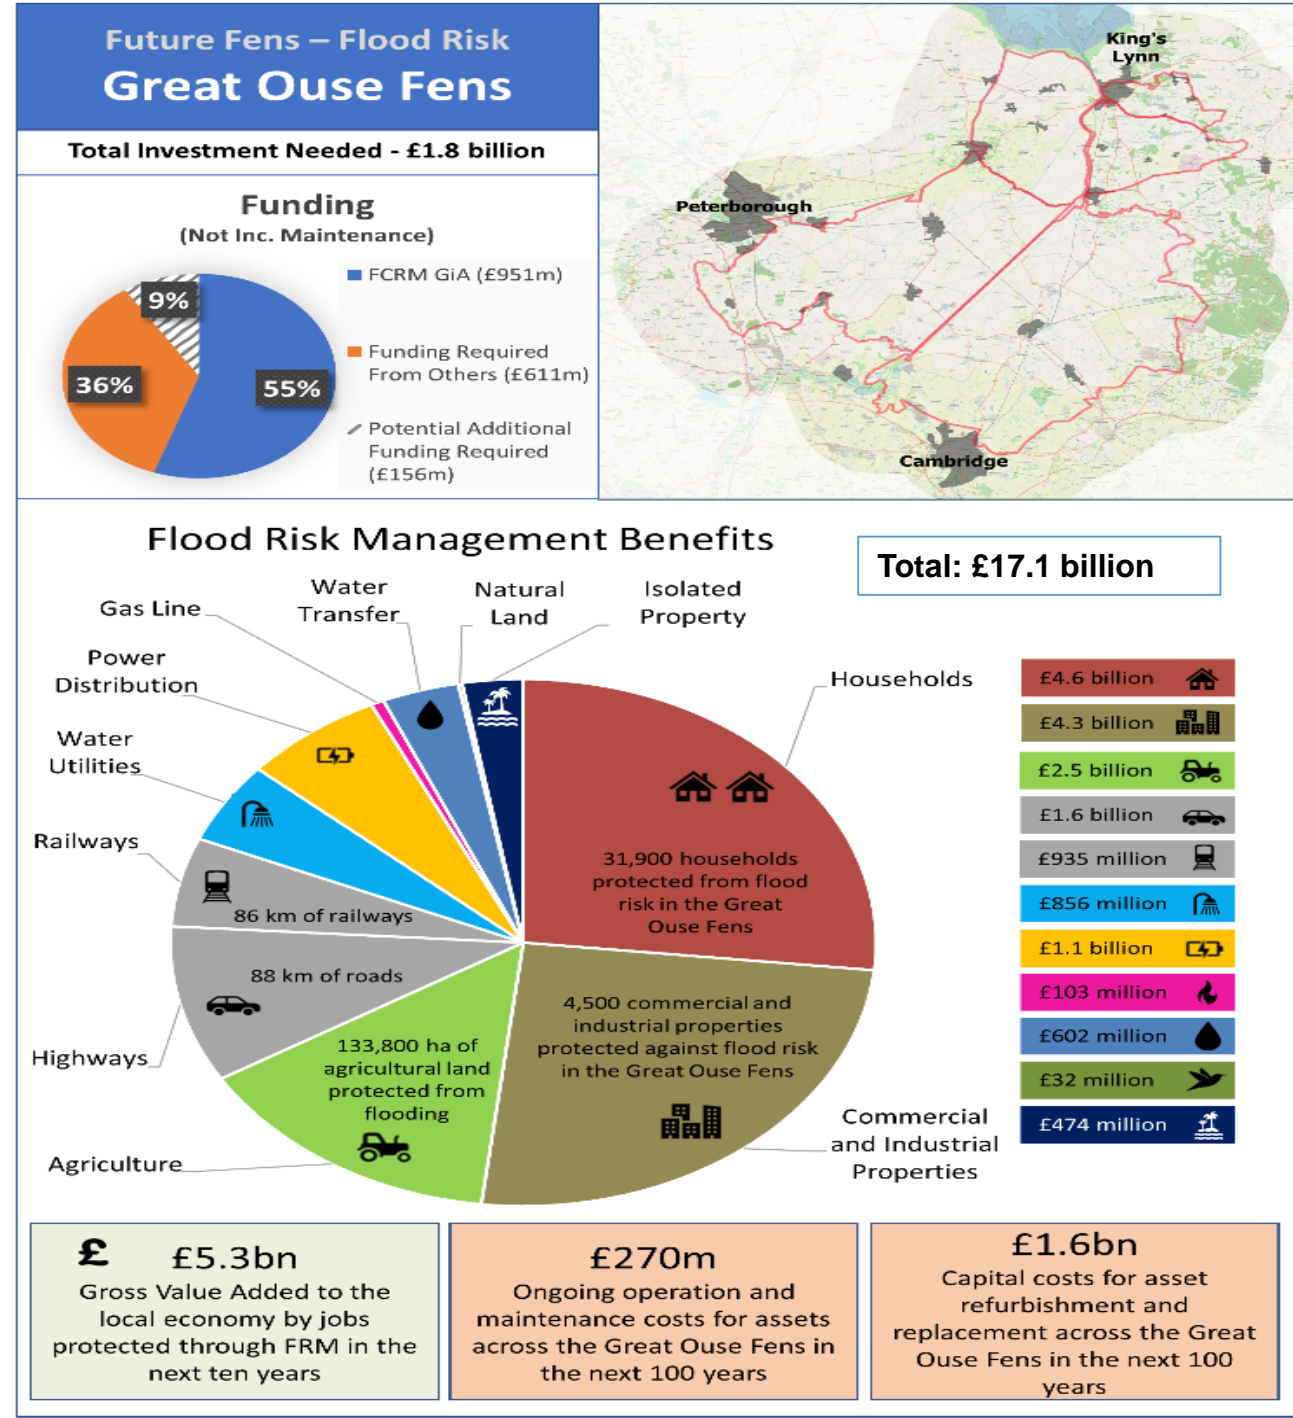 Future Fens – Flood Risk
Great Ouse Fens
Total Investment Needed - £1.8 billion
Funding
(Not Inc. Maintenance)
9%
36%
55%
FCRM GiA (£951m)
Funding Required
From Others (£611m)
Potential Additional
Funding Required
(£156m)
King's
Lynn
Peterborough
Cambridge
Flood Risk Management Benefits
Total: £17.1 billion
Gas Line
Water
Transfer
Natural
Land
Isolated
Property
Power
Distribution
Water
Utilities
Railways
Highways
Agriculture
Households
Commercial
and Industrial
Properties
31,900 households
protected from flood
risk in the Great
Ouse Fens
86 km of railways
88 km of roads
4,500 commercial and
industrial properties
protected against flood risk
in the Great Ouse Fens
133,800 ha of
agricultural land
protected from
flooding
£4.6 billion
£4.3 billion
£2.5 billion
£1.6 billion
£935 million
£856 million
£1.1 billion
£103 million
£602 million
£32 million
£474 million
£ £5.3bn
Gross Value Added to the
local economy by jobs
protected through FRM in the
next ten years
£270m
Ongoing operation and
maintenance costs for assets
across the Great Ouse Fens in
the next 100 years
£1.6bn
Capital costs for asset
refurbishment and
replacement across the Great
Ouse Fens in the next 100
years